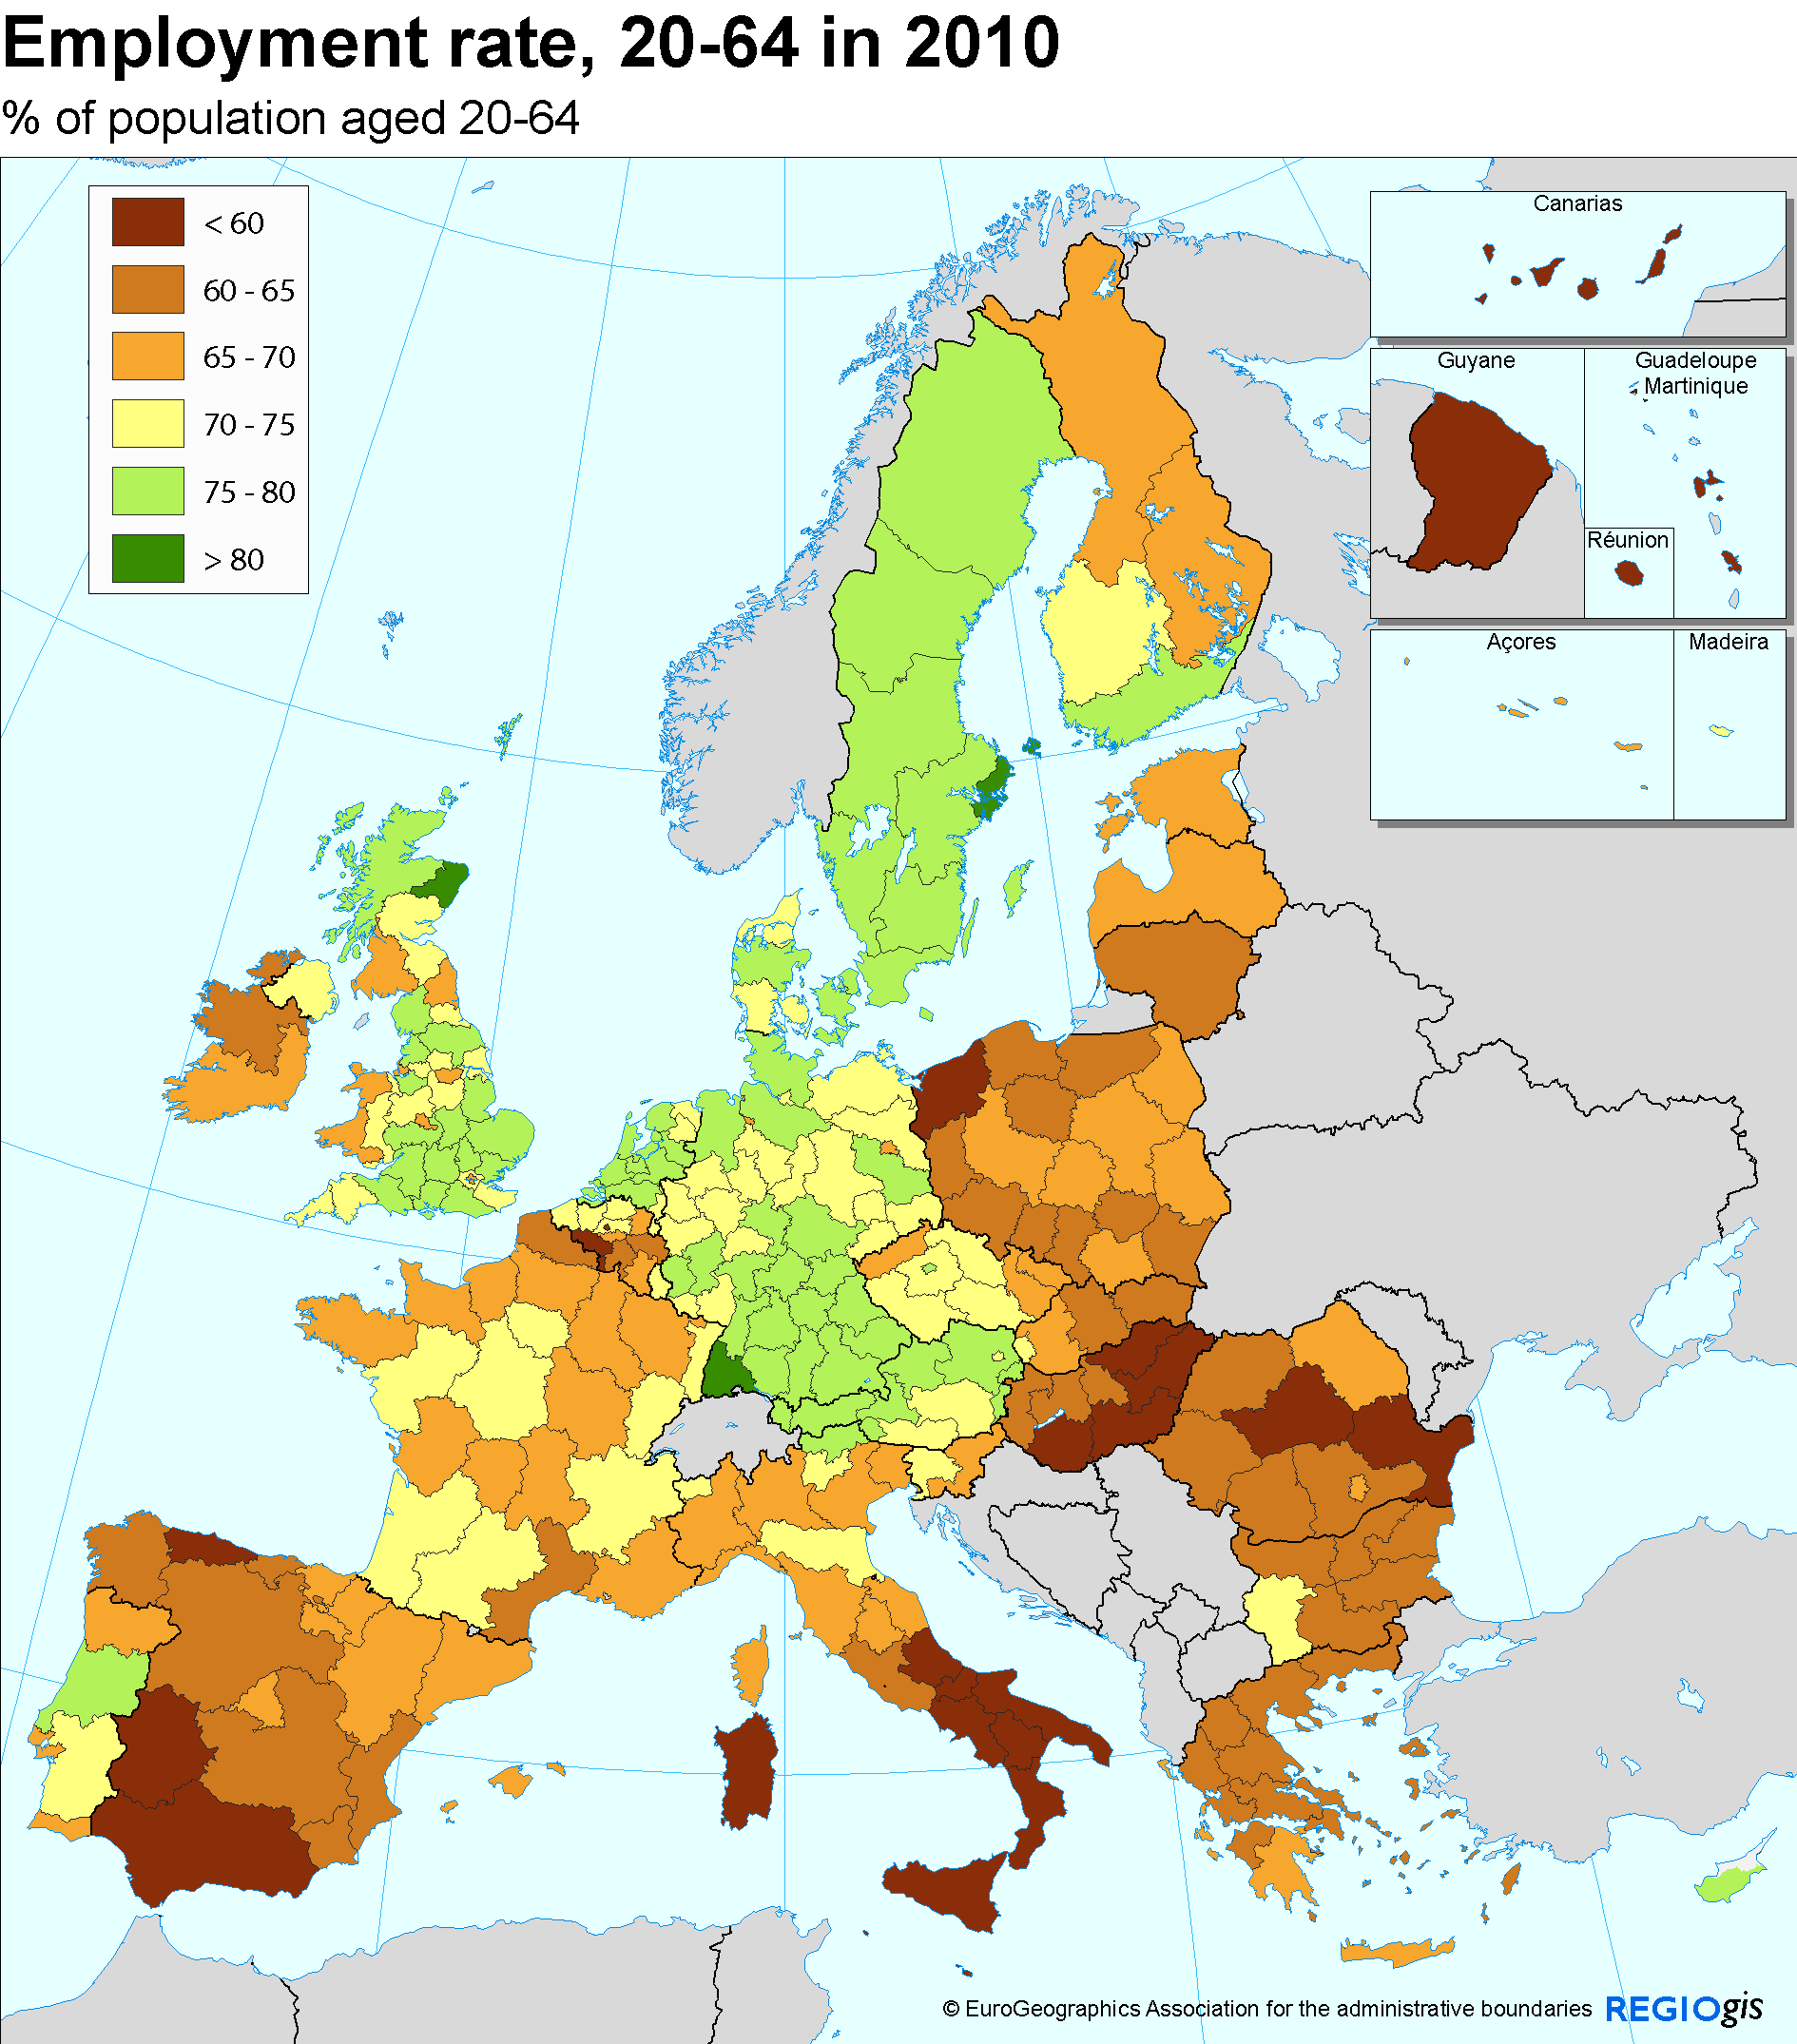 Employment rate, 20-64 in 2010
% of population aged 20-64
< 60
60 - 65
65 - 70
70 - 75
75 - 80
> 80
Canarias
Guyane
Guadeloupe
Martinique
Réunion
Açores
Madeira
© EuroGeographics Association for the administrative boundaries REGIOgis